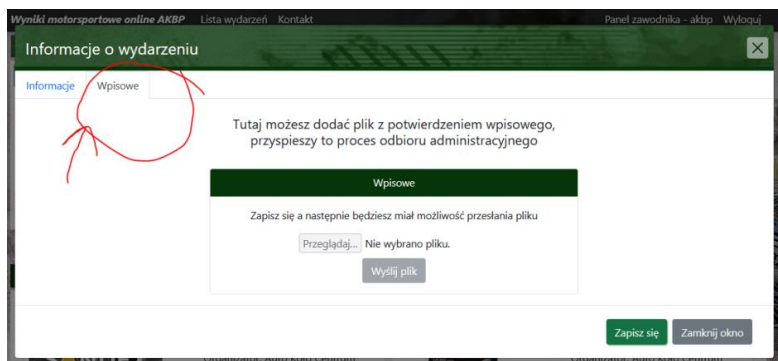 Wyniki motorsportowe online AKBP Lista wydarzeń Kontakt Panel zawodnika - akbp Wyloguj
Informacje o wydarzeniu
Informacje Wpisowe
Tutaj możesz dodać plik z potwierdzeniem wpisowego,
przyspieszy to proces odbioru administracyjnego
Wpisowe
Zapisz się a następnie będziesz miał możliwość przesłania pliku
Przeglądaj... Nie wybrano pliku.
Wyślij plik
Zapisz się Zamknij okno